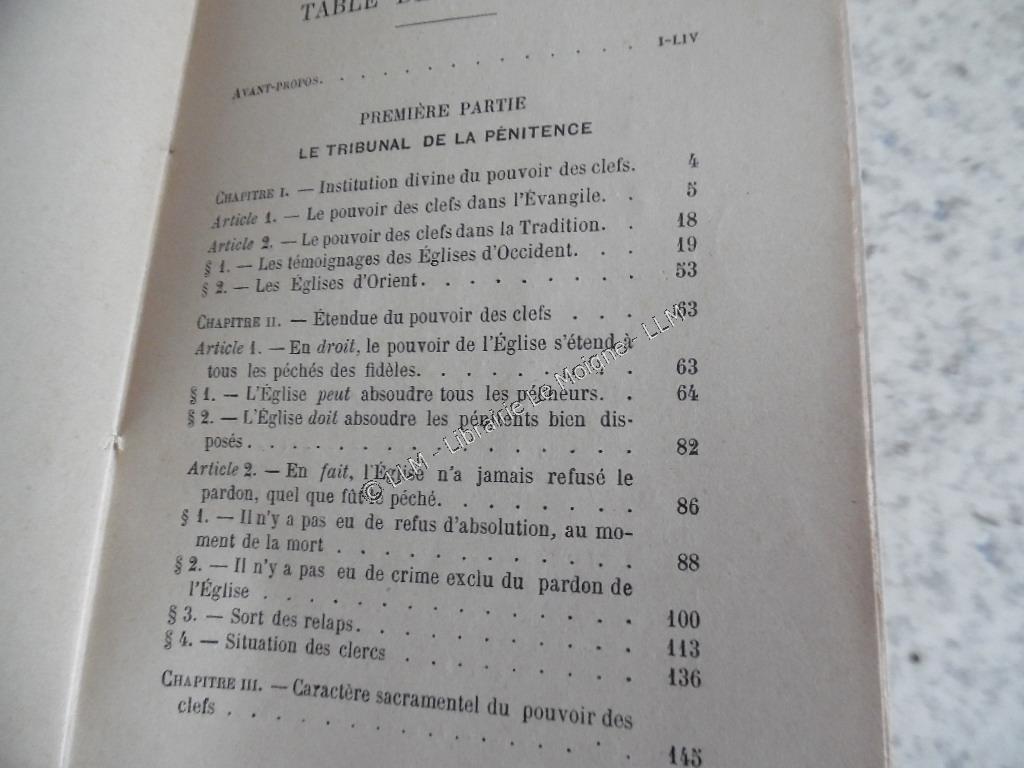 TABLE
AVANT-PROPOS. . . . . . . . . . . . . I-LIV
PREMIÈRE PARTIE
LE TRIBUNAL DE LA PÉNITENCE
CHAPITRE I. — Institution divine du pouvoir des clefs. 4
Article 1. — Le pouvoir des clefs dans l'Évangile. . 5
Article 2. — Le pouvoir des clefs dans la Tradition. . 18
§ 1. — Les témoignages des Églises d'Occident. . . 19
§ 2. — Les Églises d'Orient. . . . . . . . 53
CHAPITRE II. — Étendue du pouvoir des clefs . . . 63
Article 1. — En droit, le pouvoir de l'Église s'étend à
tous les péchés des fidèles. . . . . . . . . 63
§ 1. — L'Église peut absoudre tous les pécheurs. . 64
§ 2. — L'Église doit absoudre les pénitents bien dis-
posés. . . . . . . . . . . . . . 82
Article 2. — En fait, l'Église n'a jamais refusé le
pardon, quel que fût le péché. . . . . . . . 86
§ 1. — Il n'y a pas eu de refus d'absolution, au mo-
ment de la mort . . . . . . . . . . . 88
§ 2. — Il n'y a pas eu de crime exclu du pardon de
l'Église . . . . . . . . . . . . . 100
§ 3. — Sort des relaps. . . . . . . . . . 113
§ 4. — Situation des clercs . . . . . . . . 136
CHAPITRE III. — Caractère sacramentel du pouvoir des
clefs . . . . . . . . . . . . . . 145
© LLM - Librairie Le Moigne- LLM